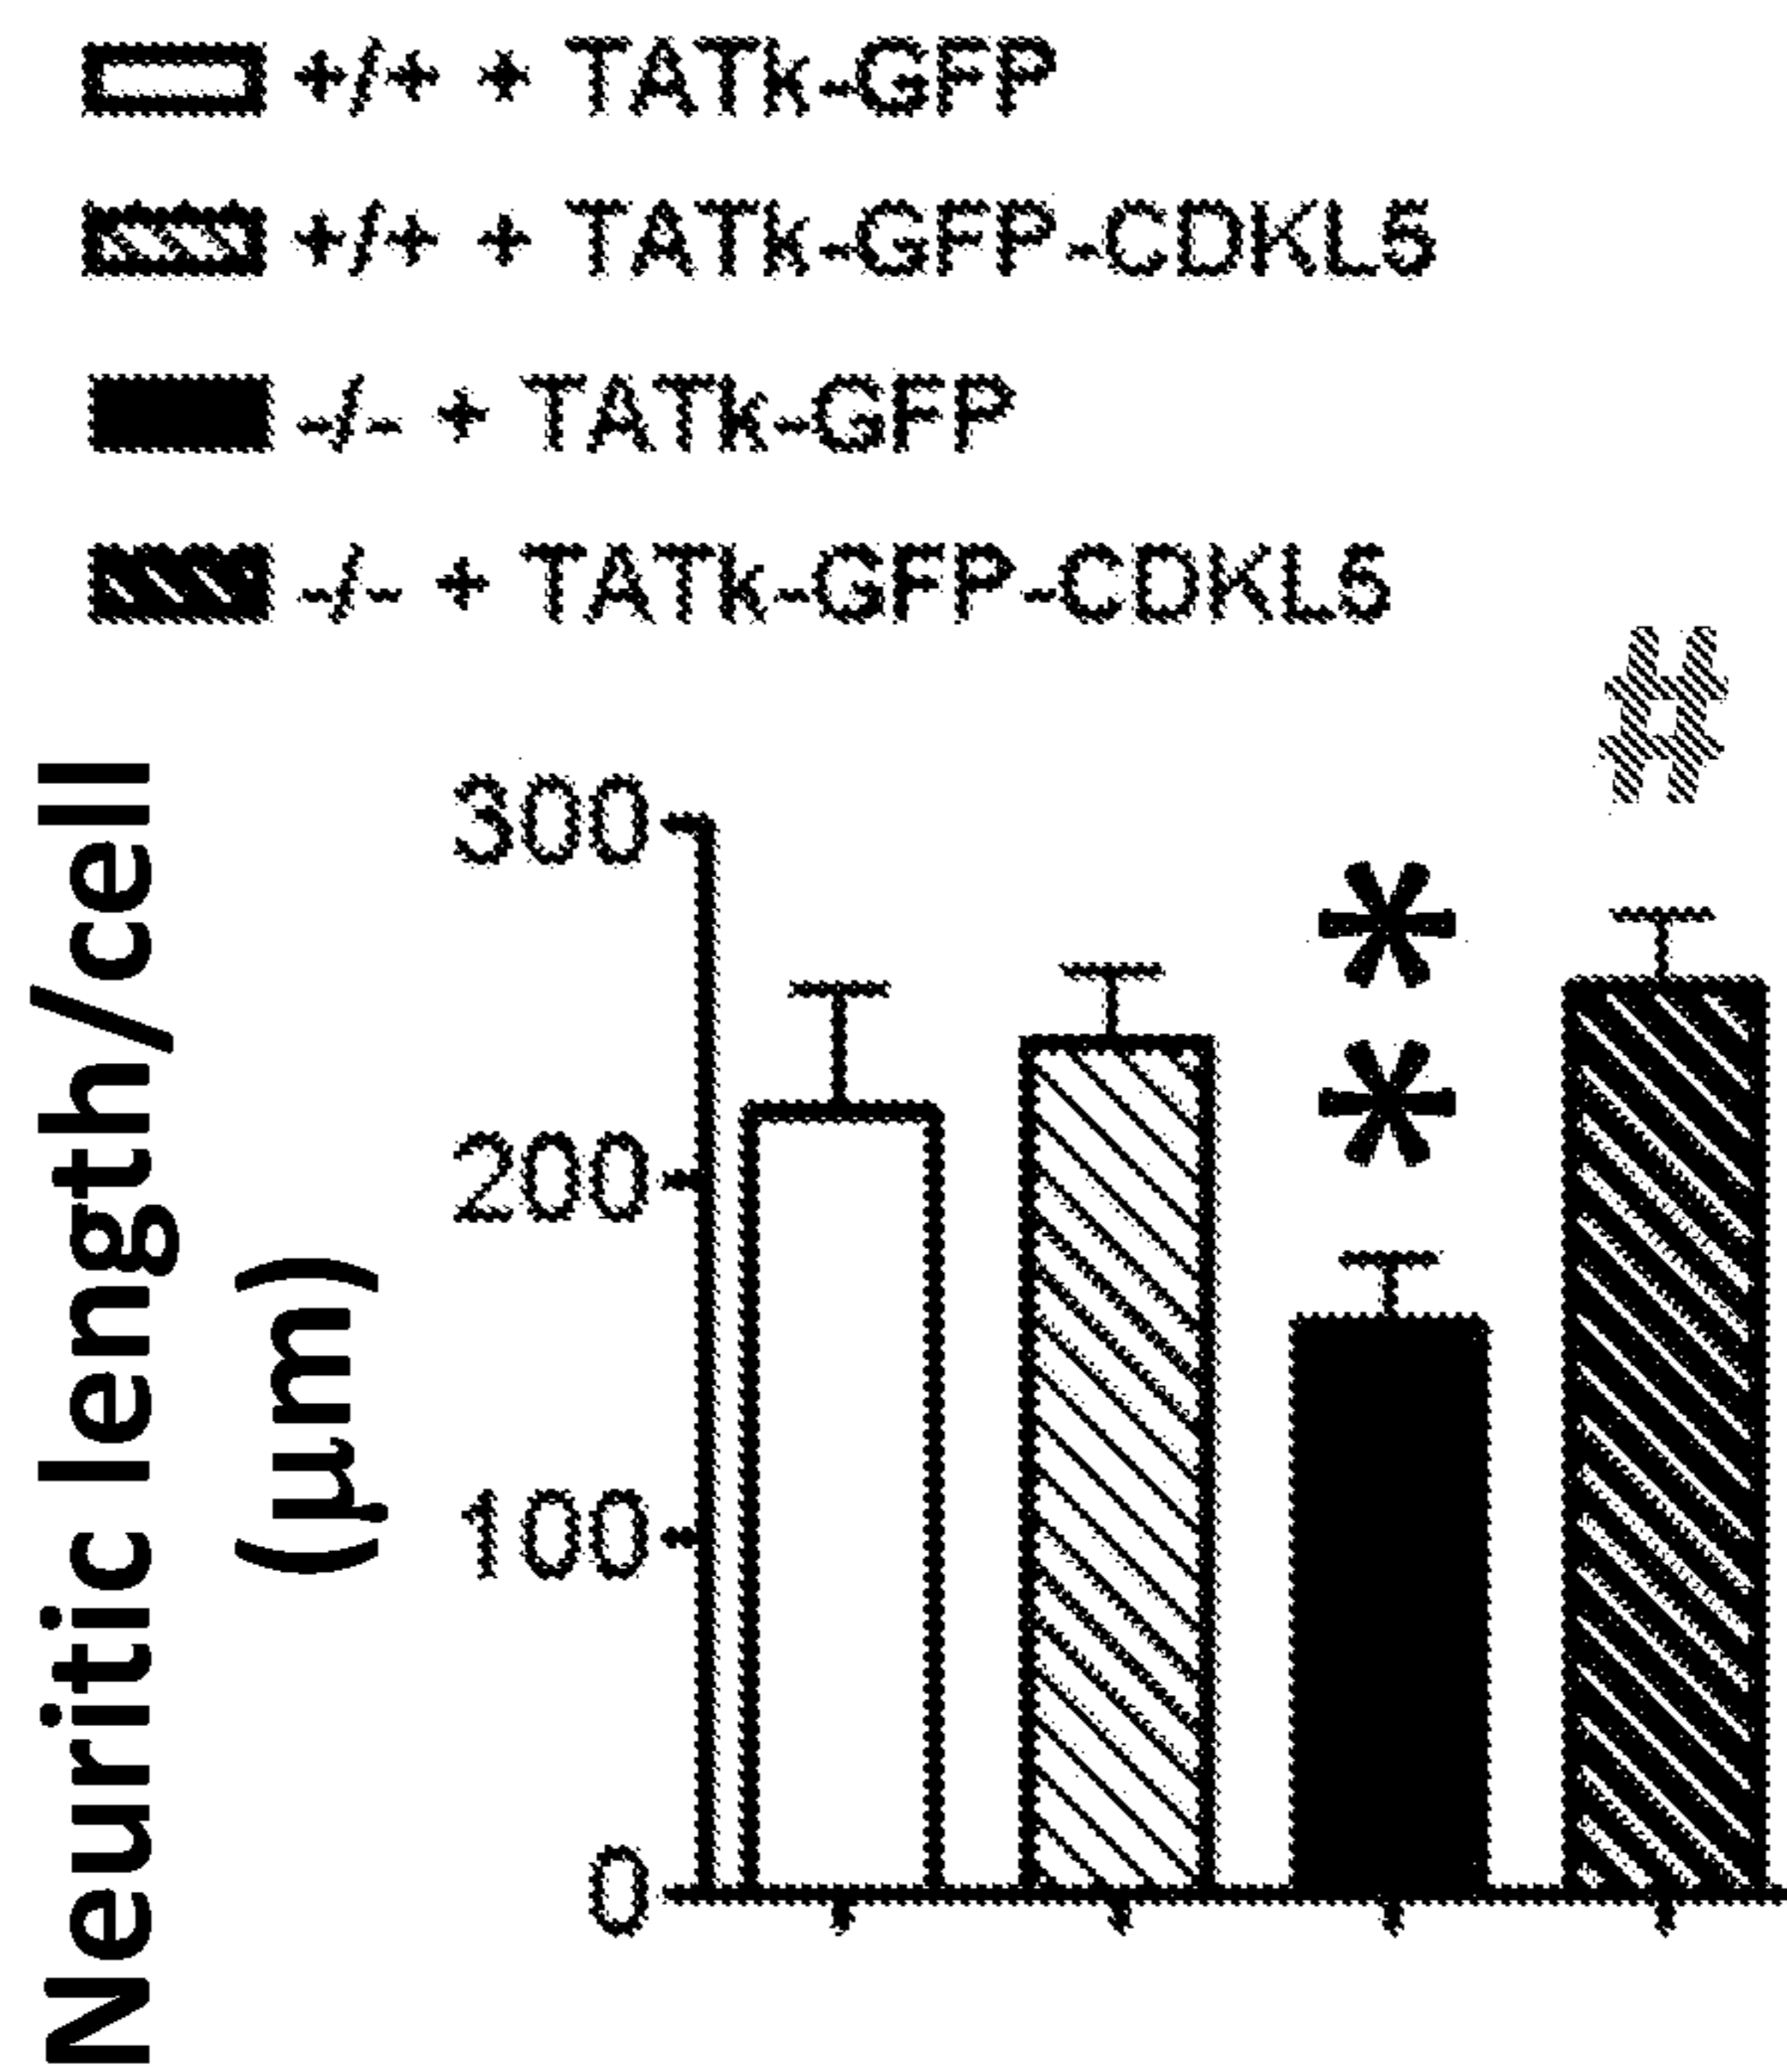 +/+ + TATk-GFP
+/+ + TATk-GFP-CDKL5
-/- + TATk-GFP
-/- + TATk-GFP-CDKL5
Neuritic length/cell
(µm)
300
200
100
0
#
*
*